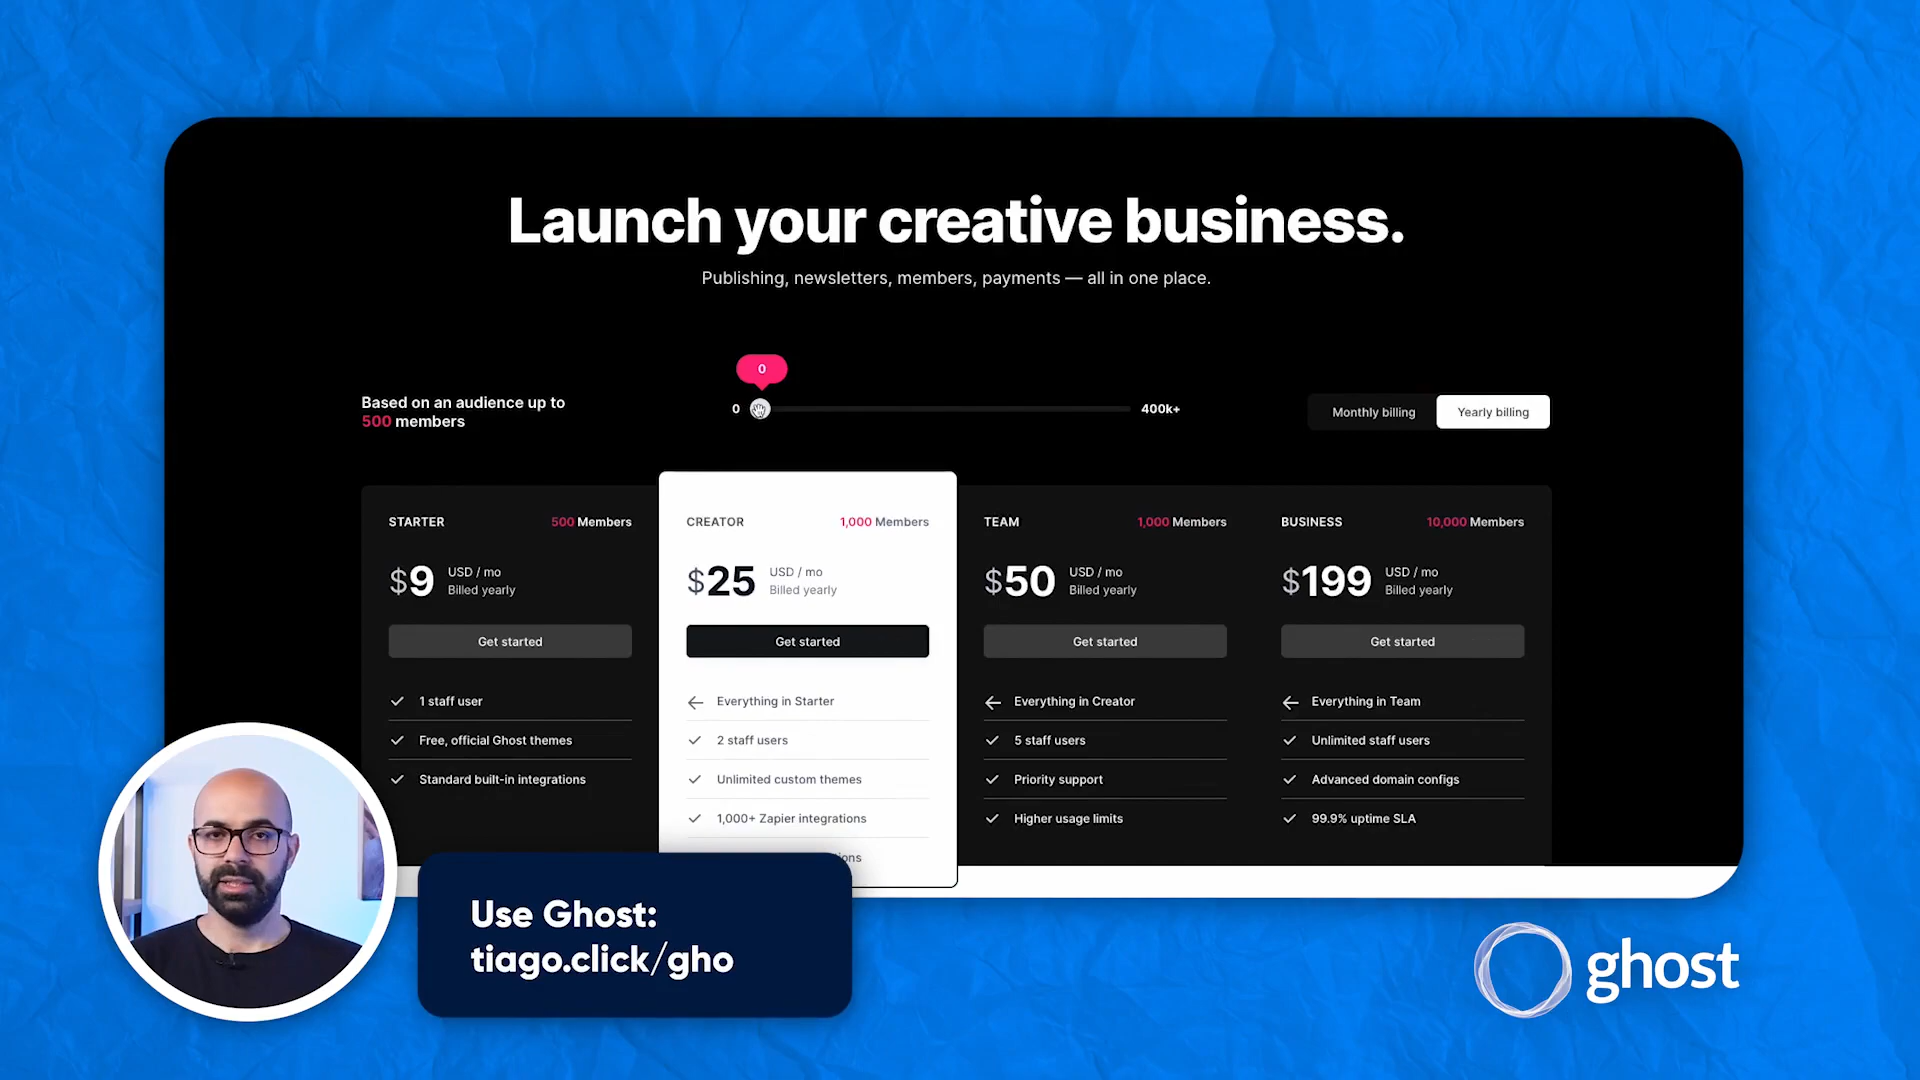 Launch your creative business.
Publishing, newsletters, members, payments — all in one place.
0
Based on an audience up to
500 members
0
400k+
Monthly billing
Yearly billing
STARTER
500 Members
$9
USD / mo
Billed yearly
Get started
1 staff user
Free, official Ghost themes
Standard built-in integrations
CREATOR
1,000 Members
$25
USD / mo
Billed yearly
Get started
Everything in Starter
2 staff users
Unlimited custom themes
1,000+ Zapier integrations
TEAM
1,000 Members
$50
USD / mo
Billed yearly
Get started
Everything in Creator
5 staff users
Priority support
Higher usage limits
BUSINESS
10,000 Members
$199
USD / mo
Billed yearly
Get started
Everything in Team
Unlimited staff users
Advanced domain configs
99.9% uptime SLA
Use Ghost:
tiago.click/gho
ghost